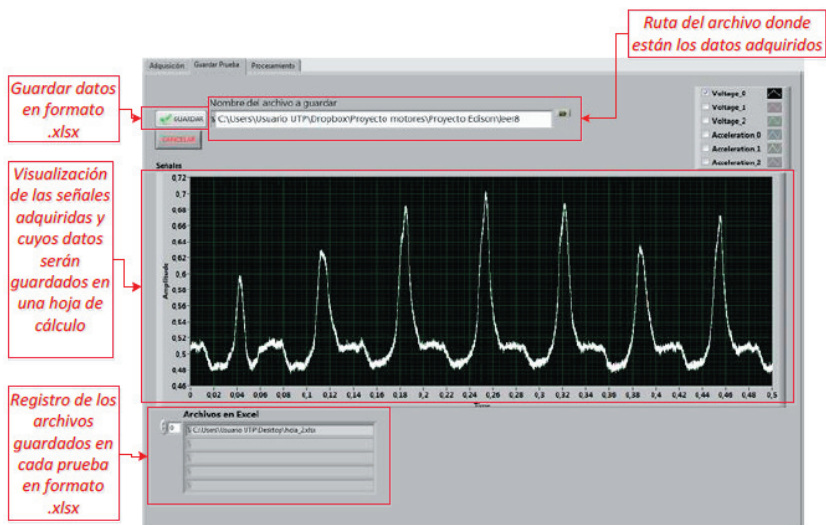 Ruta del archivo donde
están los datos adquiridos
Adquisición Guardar Prueba Procesamiento
Guardar datos
en formato
.xlsx
Nombre del archivo a guardar
GUARDAR
C:\Users\Usuario UTP\Dropbox\Proyecto motores\Proyecto Edison\leer8
CANCELAR
Voltage_0
Voltage_1
Voltage_2
Acceleration_0
Acceleration_1
Acceleration_2
Visualización
de las señales
adquiridas y
cuyos datos
serán
guardados en
una hoja de
cálculo
Señales
Amplitude
0,72
0,7
0,68
0,66
0,64
0,62
0,6
0,58
0,56
0,54
0,52
0,5
0,48
0,46
0 0,02 0,04 0,06 0,08 0,1 0,12 0,14 0,16 0,18 0,2 0,22 0,24 0,26 0,28 0,3 0,32 0,34 0,36 0,38 0,4 0,42 0,44 0,46 0,48 0,5
Time
Registro de los
archivos
guardados en
cada prueba
en formato
.xlsx
Archivos en Excel
0
C:\Users\Usuario UTP\Desktop\hola_2.xlsx